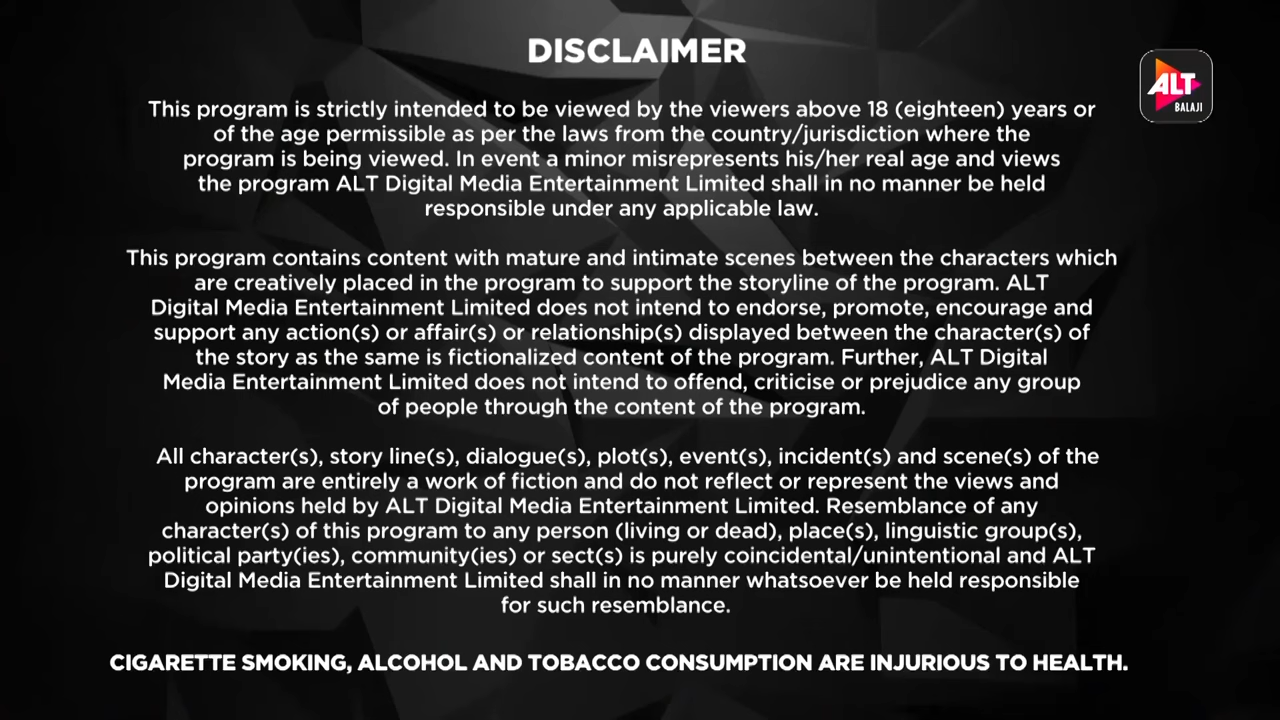 DISCLAIMER
ALT
BALAJI
This program is strictly intended to be viewed by the viewers above 18 (eighteen) years or
of the age permissible as per the laws from the country/jurisdiction where the
program is being viewed. In event a minor misrepresents his/her real age and views
the program ALT Digital Media Entertainment Limited shall in no manner be held
responsible under any applicable law.
This program contains content with mature and intimate scenes between the characters which
are creatively placed in the program to support the storyline of the program. ALT
Digital Media Entertainment Limited does not intend to endorse, promote, encourage and
support any action(s) or affair(s) or relationship(s) displayed between the character(s) of
the story as the same is fictionalized content of the program. Further, ALT Digital
Media Entertainment Limited does not intend to offend, criticise or prejudice any group
of people through the content of the program.
All character(s), story line(s), dialogue(s), plot(s), event(s), incident(s) and scene(s) of the
program are entirely a work of fiction and do not reflect or represent the views and
opinions held by ALT Digital Media Entertainment Limited. Resemblance of any
character(s) of this program to any person (living or dead), place(s), linguistic group(s),
political party(ies), community(ies) or sect(s) is purely coincidental/unintentional and ALT
Digital Media Entertainment Limited shall in no manner whatsoever be held responsible
for such resemblance.
CIGARETTE SMOKING, ALCOHOL AND TOBACCO CONSUMPTION ARE INJURIOUS TO HEALTH.